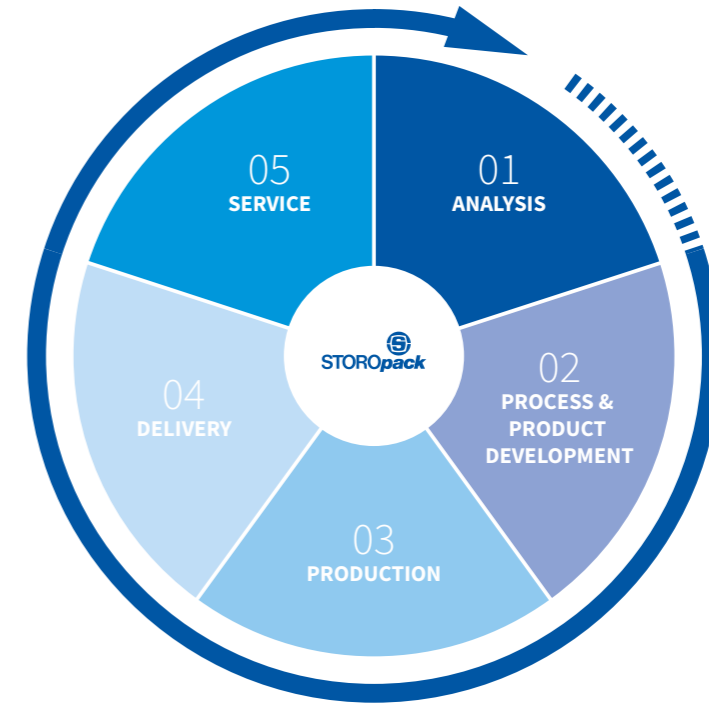 01
ANALYSIS
02
PROCESS &
PRODUCT
DEVELOPMENT
03
PRODUCTION
04
DELIVERY
05
SERVICE
STOROpack